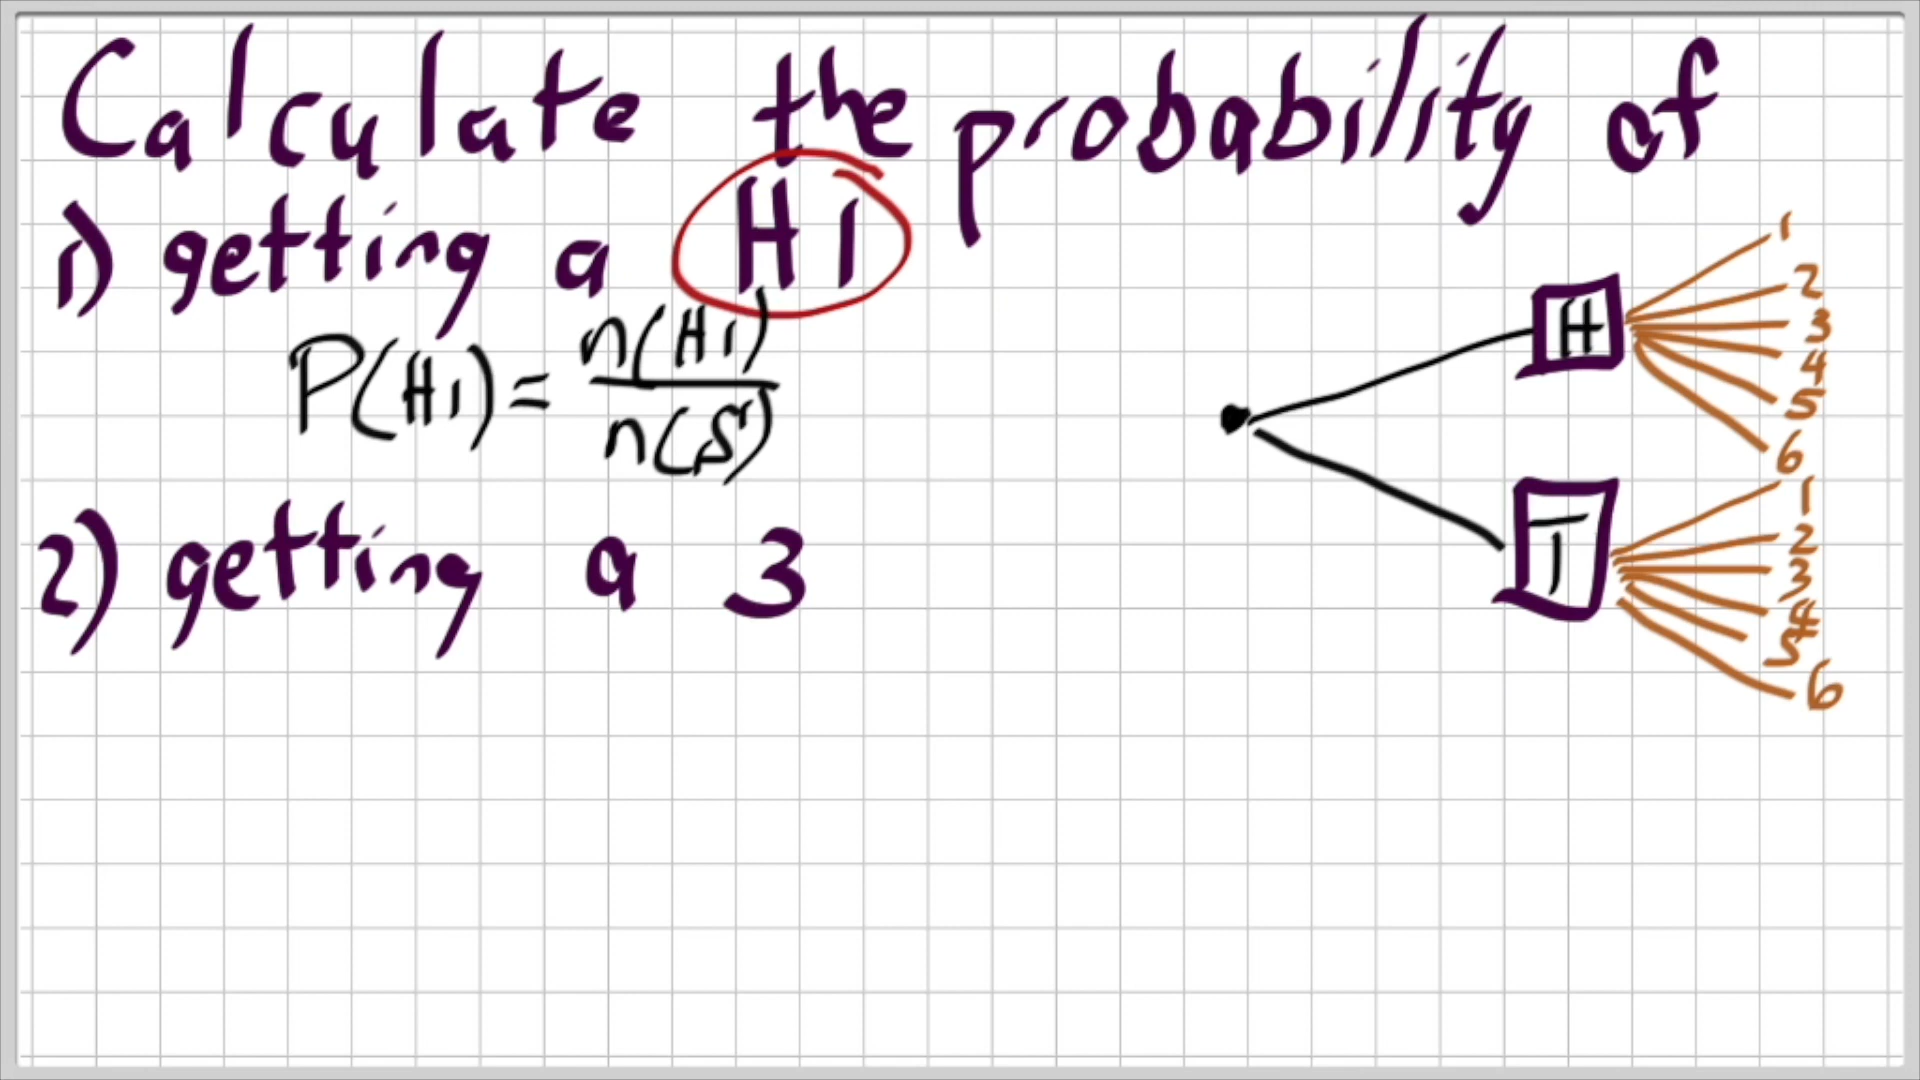 Calculate the probability of
1) getting a H1
P(H1) = n(H1) / n(S)
2) getting a 3
H
1
2
3
4
5
6
T
1
2
3
4
5
6